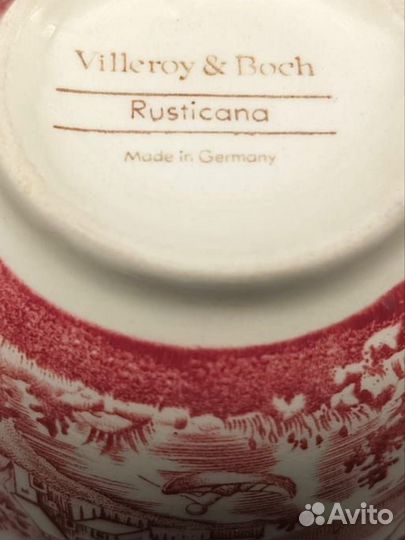 Villeroy & Boch
Rusticana
Made in Germany
Avito